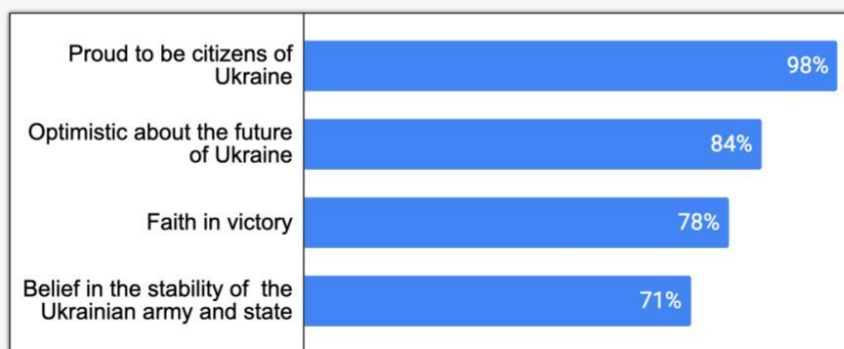 Proud to be citizens of
Ukraine
98%
Optimistic about the future
of Ukraine
84%
Faith in victory
78%
Belief in the stability of the
Ukrainian army and state
71%